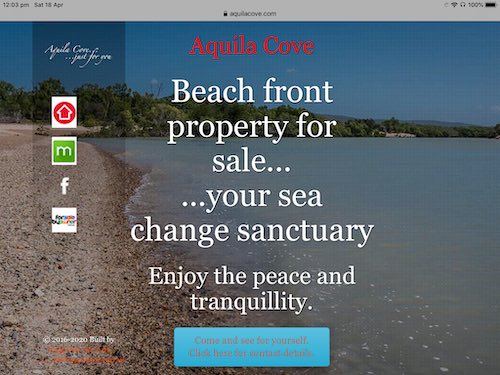 12:03 pm Sat 18 Apr
100%
aquilacove.com
Aquila Cove
...just for you
Aquila Cove
Beach front
property for
sale...
...your sea
change sanctuary
m
f
forsale
Enjoy the peace and
tranquillity.
© 2016-2020 Built by
Come and see for yourself.
Click here for contact details.